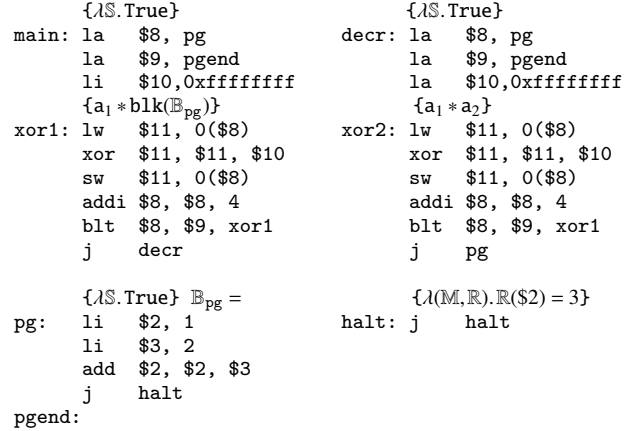 {λ𝕊.True} {λ𝕊.True}
main: la $8, pg decr: la $8, pg
la $9, pgend la $9, pgend
li $10,0xffffffff la $10,0xffffffff
{a₁ * blk(𝔹pg)} {a₁ * a₂}
xor1: lw $11, 0($8) xor2: lw $11, 0($8)
xor $11, $11, $10 xor $11, $11, $10
sw $11, 0($8) sw $11, 0($8)
addi $8, $8, 4 addi $8, $8, 4
blt $8, $9, xor1 blt $8, $9, xor1
j decr j pg
{λ𝕊.True} 𝔹pg = {λ(𝕄,ℝ).ℝ($2) = 3}
pg: li $2, 1 halt: j halt
li $3, 2
add $2, $2, $3
j halt
pgend: